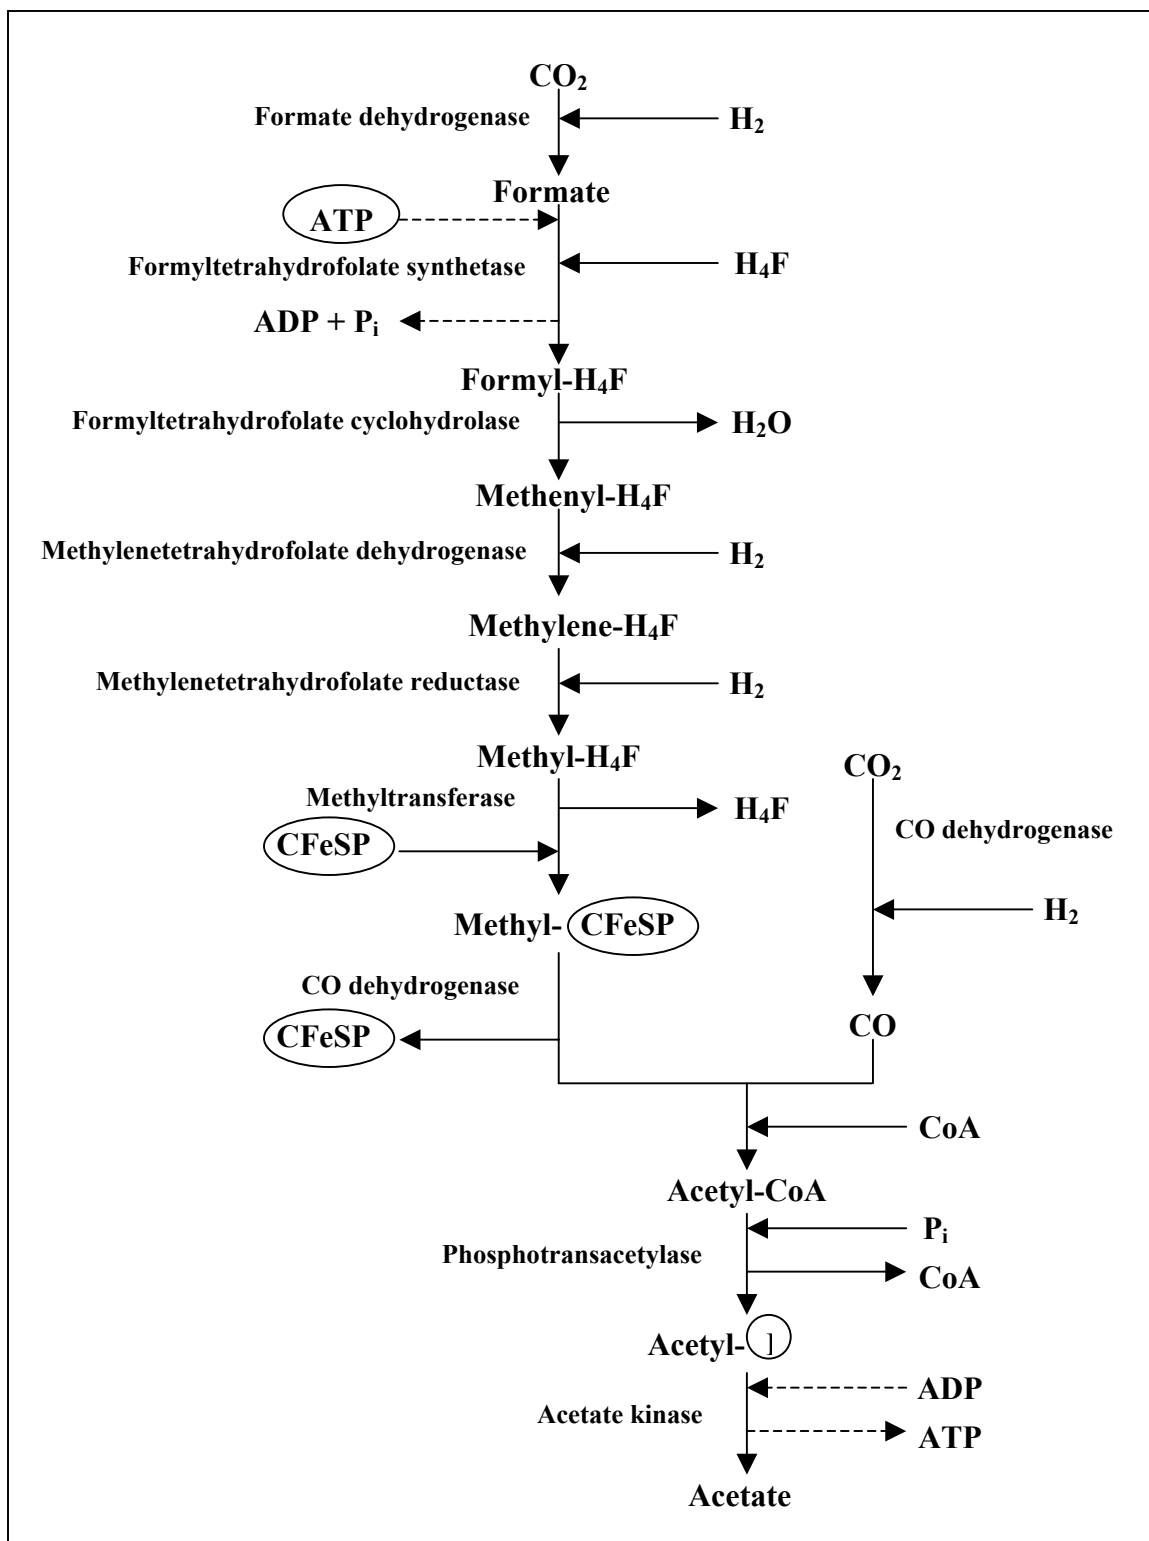 CO₂
Formate dehydrogenase
H₂
Formate
ATP
Formyltetrahydrofolate synthetase
H₄F
ADP + Pᵢ
Formyl-H₄F
Formyltetrahydrofolate cyclohydrolase
H₂O
Methenyl-H₄F
Methylenetetrahydrofolate dehydrogenase
H₂
Methylene-H₄F
Methylenetetrahydrofolate reductase
H₂
Methyl-H₄F
CO₂
Methyltransferase
H₄F
CO dehydrogenase
CFeSP
Methyl- CFeSP
H₂
CO dehydrogenase
CFeSP
CO
CoA
Acetyl-CoA
Pᵢ
Phosphotransacetylase
CoA
Acetyl- ]
ADP
Acetate kinase
ATP
Acetate